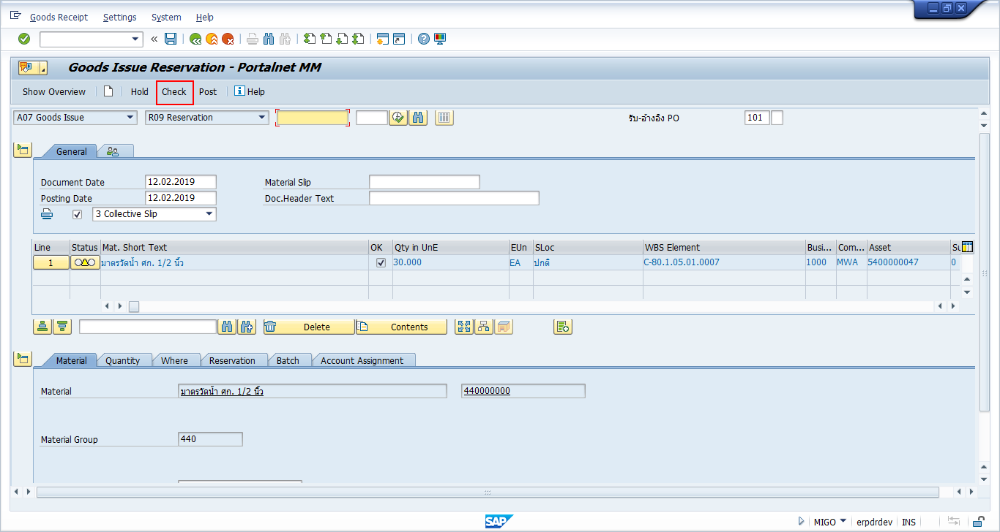 Goods Receipt Settings System Help
Goods Issue Reservation - Portalnet MM
Show Overview Hold Check Post Help
A07 Goods Issue R09 Reservation รับ-อ้างอิง PO 101
General
Document Date 12.02.2019 Material Slip
Posting Date 12.02.2019 Doc.Header Text
3 Collective Slip
Line Status Mat. Short Text OK Qty in UnE EUn SLoc WBS Element Busi... Com... Asset Su
1 มาตรวัดน้ำ ศก. 1/2 นิ้ว 30.000 EA ปกติ C-80.1.05.01.0007 1000 MWA 5400000047 0
Delete Contents
Material Quantity Where Reservation Batch Account Assignment
Material มาตรวัดน้ำ ศก. 1/2 นิ้ว 440000000
Material Group 440
SAP MIGO erpdrdev INS